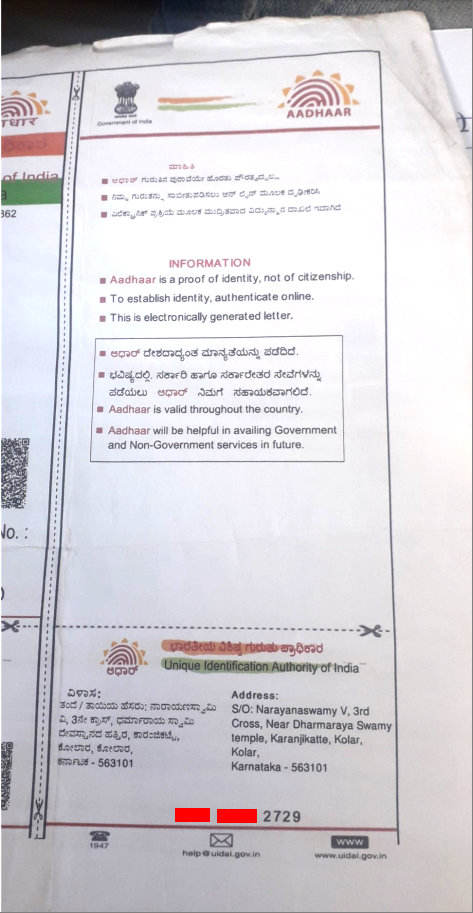 ಧಾರ್
of India
a
362
Government of India
AADHAAR
ಮಾಹಿತಿ
ಆಧಾರ್ ಗುರುತಿನ ಪುರಾವೆಯೇ ಹೊರತು ಪೌರತ್ವದ್ದಲ್ಲ.
ನಿಮ್ಮ ಗುರುತನ್ನು ಸಾಬೀತುಪಡಿಸಲು ಆನ್ ಲೈನ್ ಮೂಲಕ ದೃಢೀಕರಿಸಿ
ಎಲೆಕ್ಟ್ರಾನಿಕ್ ಪ್ರಕ್ರಿಯೆ ಮೂಲಕ ಮುದ್ರಿತವಾದ ವಿದ್ಯುನ್ಮಾನ ದಾಖಲೆ ಇದಾಗಿದೆ
INFORMATION
Aadhaar is a proof of identity, not of citizenship.
To establish identity, authenticate online.
This is electronically generated letter.
ಆಧಾರ್ ದೇಶದಾದ್ಯಂತ ಮಾನ್ಯತೆಯನ್ನು ಪಡೆದಿದೆ.
ಭವಿಷ್ಯದಲ್ಲಿ, ಸರ್ಕಾರಿ ಹಾಗೂ ಸರ್ಕಾರೇತರ ಸೇವೆಗಳನ್ನು
ಪಡೆಯಲು ಆಧಾರ್ ನಿಮಗೆ ಸಹಾಯಕವಾಗಲಿದೆ.
Aadhaar is valid throughout the country.
Aadhaar will be helpful in availing Government
and Non-Government services in future.
No. :
ಆಧಾರ್
ಭಾರತೀಯ ವಿಶಿಷ್ಟ ಗುರುತು ಪ್ರಾಧಿಕಾರ
Unique Identification Authority of India
ವಿಳಾಸ:
ತಂದೆ / ತಾಯಿಯ ಹೆಸರು: ನಾರಾಯಣಸ್ವಾಮಿ
ವಿ, 3ನೇ ಕ್ರಾಸ್, ಧರ್ಮರಾಯ ಸ್ವಾಮಿ
ದೇವಸ್ಥಾನದ ಹತ್ತಿರ, ಕಾರಂಜಿಕಟ್ಟೆ,
ಕೋಲಾರ, ಕೋಲಾರ,
ಕರ್ನಾಟಕ - 563101
Address:
S/O: Narayanaswamy V, 3rd
Cross, Near Dharmaraya Swamy
temple, Karanjikatte, Kolar,
Kolar,
Karnataka - 563101
2729
1947
help@uidai.gov.in
www
www.uidai.gov.in